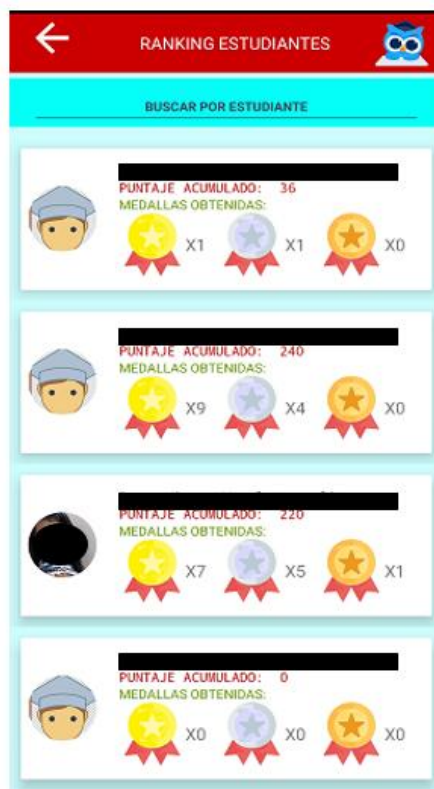 RANKING ESTUDIANTES
BUSCAR POR ESTUDIANTE
PUNTAJE ACUMULADO: 36
MEDALLAS OBTENIDAS:
X1 X1 X0
PUNTAJE ACUMULADO: 240
MEDALLAS OBTENIDAS:
X9 X4 X0
PUNTAJE ACUMULADO: 220
MEDALLAS OBTENIDAS:
X7 X5 X1
PUNTAJE ACUMULADO: 0
MEDALLAS OBTENIDAS:
X0 X0 X0